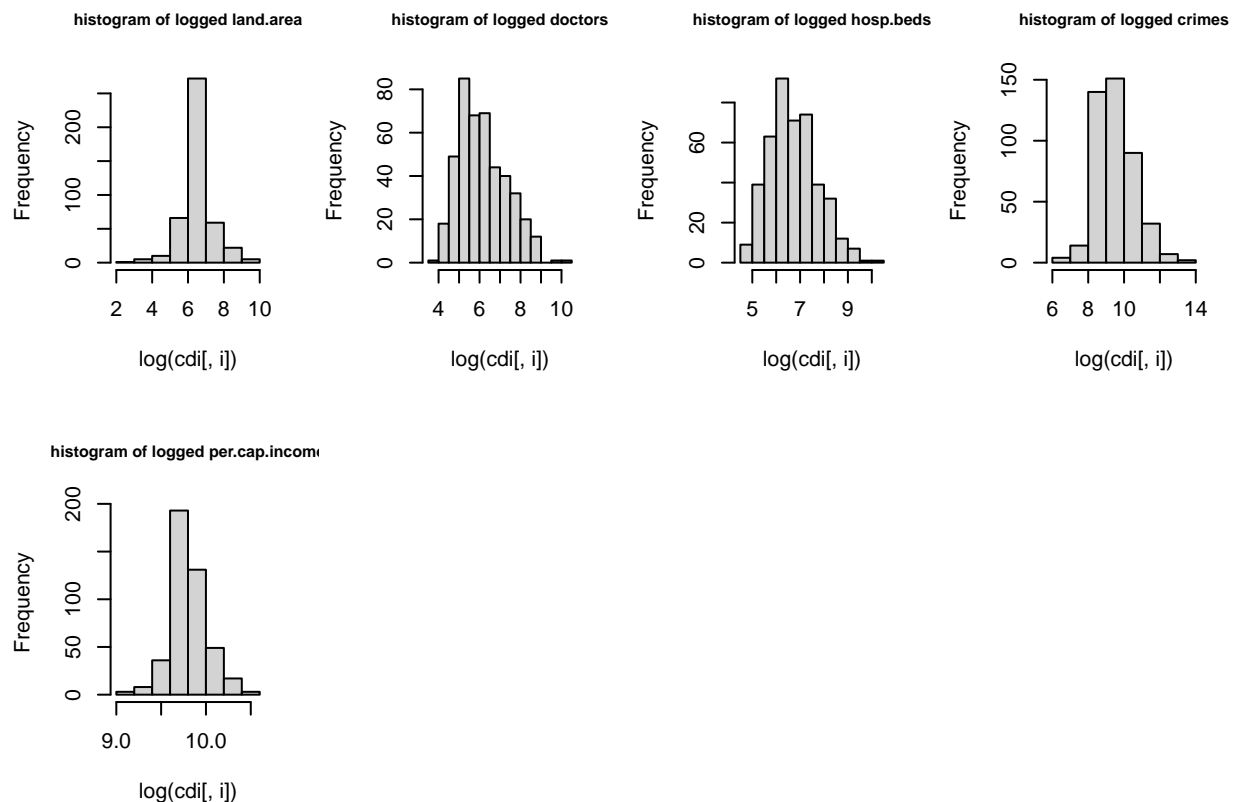 histogram of logged land.area
Frequency
0 100 200
2 4 6 8 10
log(cdi[, i])
histogram of logged doctors
Frequency
0 20 40 60 80
4 6 8 10
log(cdi[, i])
histogram of logged hosp.beds
Frequency
0 20 60
5 7 9
log(cdi[, i])
histogram of logged crimes
Frequency
0 50 100 150
6 8 10 14
log(cdi[, i])
histogram of logged per.cap.incom
Frequency
0 50 100 200
9.0 10.0
log(cdi[, i])